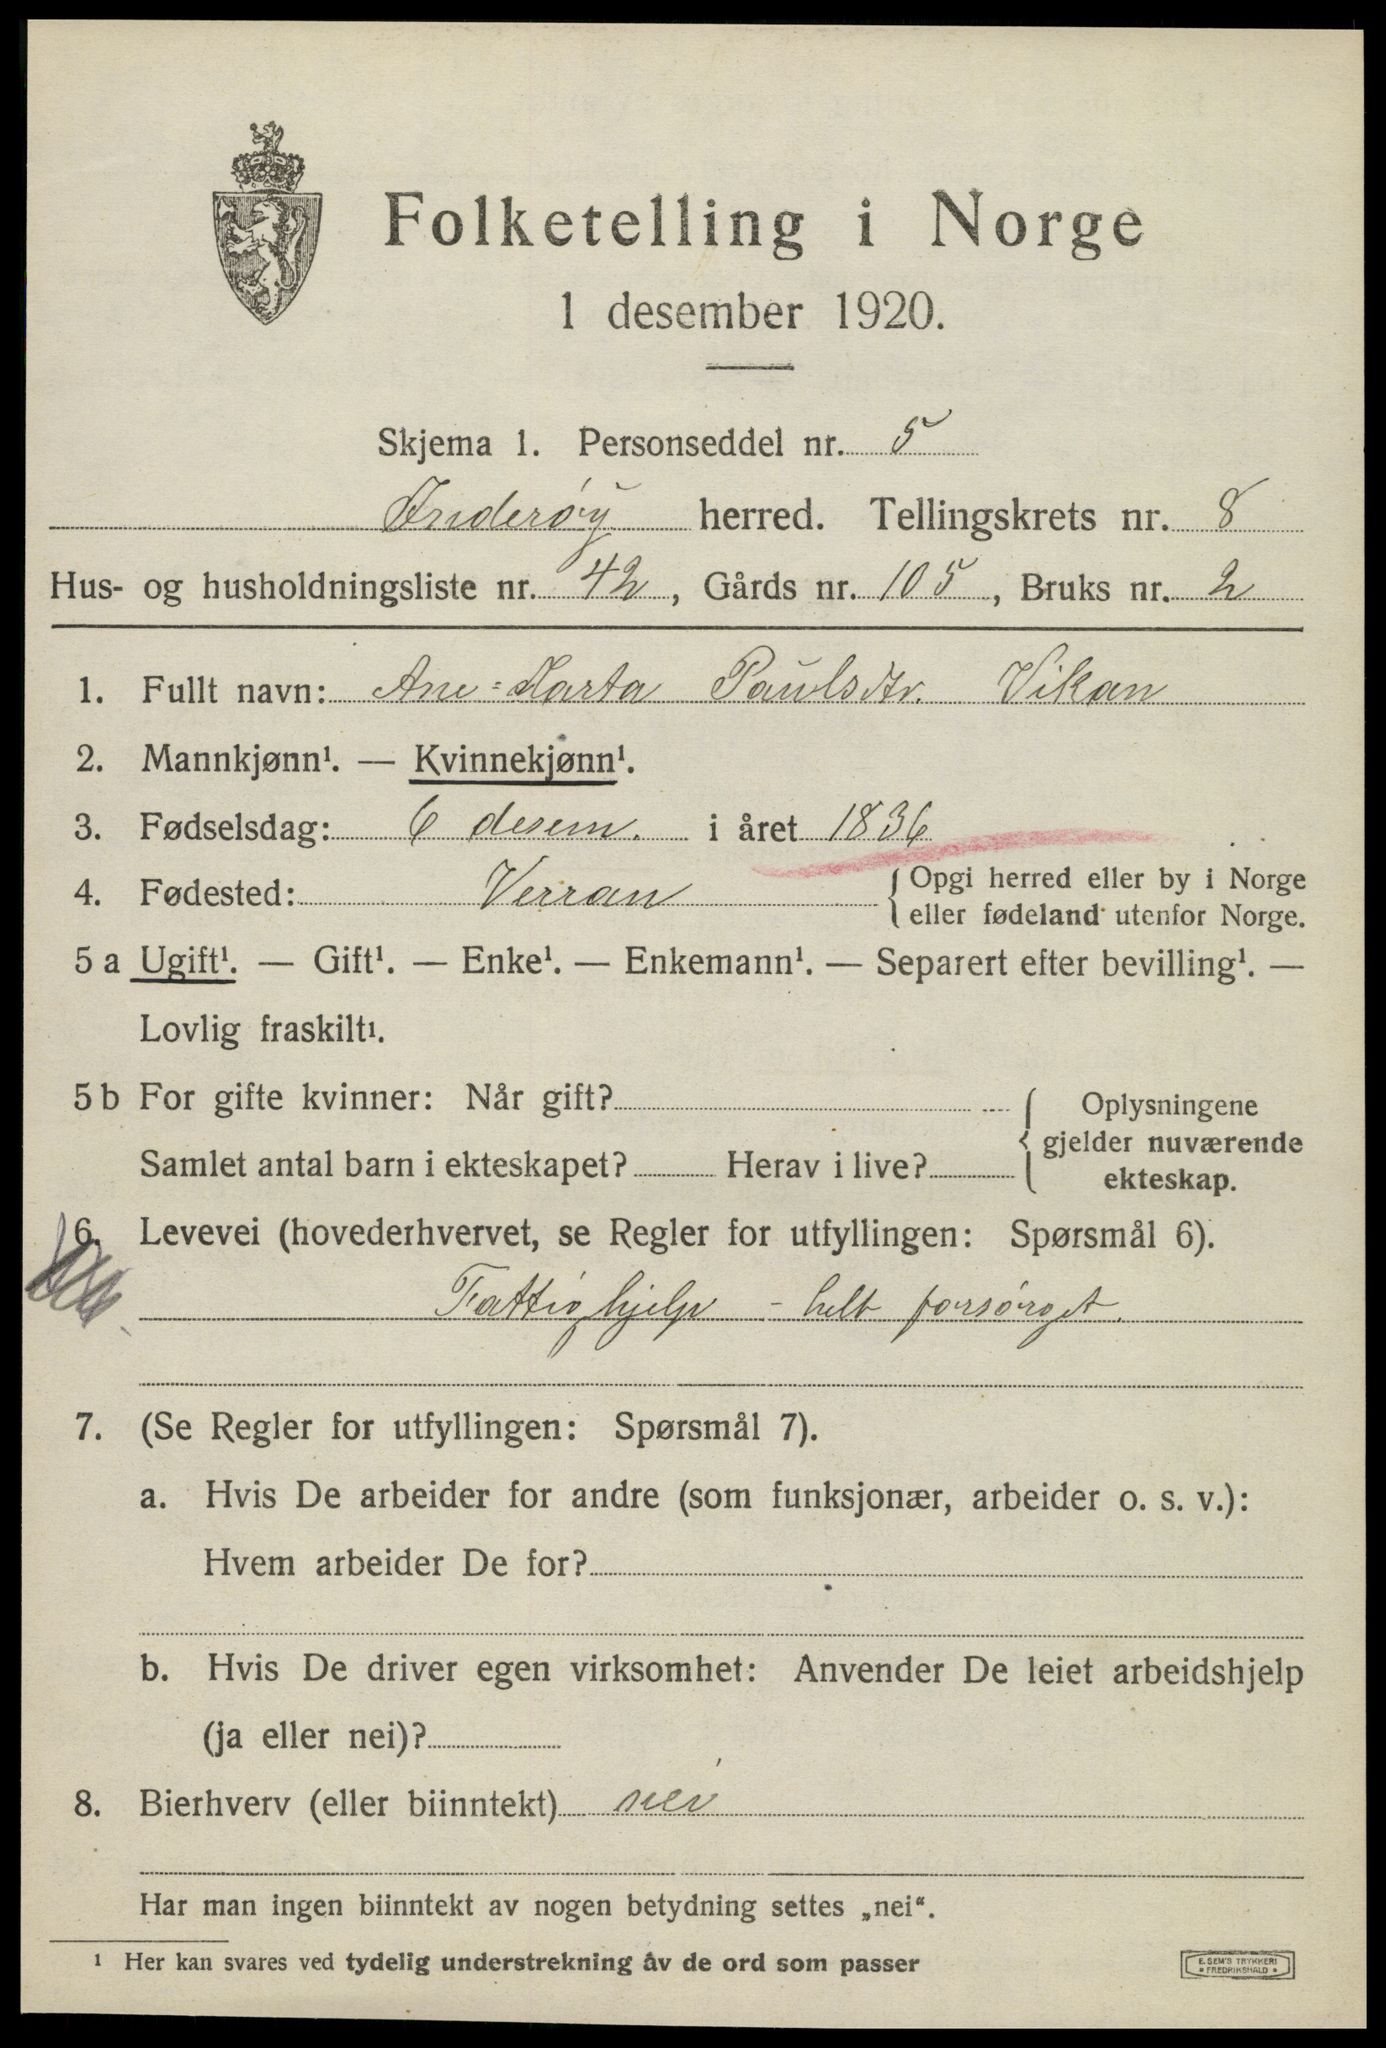 Folketelling i Norge
1 desember 1920.
Skjema 1. Personseddel nr. 5
Inderøy herred. Tellingskrets nr. 8
Hus- og husholdningsliste nr. 42, Gårds nr. 105, Bruks nr. 2
1. Fullt navn: Ane=Marta Paulsdtr. Vikan
2. Mannkjønn¹. — Kvinnekjønn¹.
3. Fødselsdag: 6 desem. i året 1836
4. Fødested: Verran {Opgi herred eller by i Norge
eller fødeland utenfor Norge.
5 a Ugift¹. — Gift¹. — Enke¹. — Enkemann¹. — Separert efter bevilling¹. —
Lovlig fraskilt¹.
5 b For gifte kvinner: Når gift? { Oplysningene
gjelder nuværende
Samlet antal barn i ekteskapet? Herav i live? ekteskap.
6. Levevei (hovederhvervet, se Regler for utfyllingen: Spørsmål 6).
Fattighjelp - helt forsørget.
7. (Se Regler for utfyllingen: Spørsmål 7).
a. Hvis De arbeider for andre (som funksjonær, arbeider o. s. v.):
Hvem arbeider De for?
b. Hvis De driver egen virksomhet: Anvender De leiet arbeidshjelp
(ja eller nei)?
8. Bierhverv (eller biinntekt) nei
Har man ingen biinntekt av nogen betydning settes „nei“.
¹ Her kan svares ved tydelig understrekning av de ord som passer
E. SEM'S TRYKKERI
* FREDRIKSHALD *